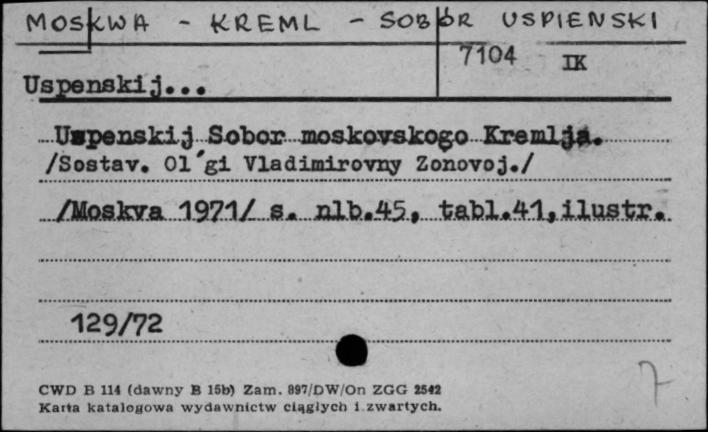 MOSKWA - KREML - SOBÓR USPIENSKI
7104 IK
Uspenskij...
Uspenskij Sobor moskovskogo Kremlja.
/Sostav. Ol´gi Vladimirovny Zonovoj./
/Moskva 1971/ s. nlb.45, tabl.41,ilustr.
129/72
7
CWD B 114 (dawny B 15b) Zam. 897/DW/On ZGG 2542
Karta katalogowa wydawnictw ciągłych i zwartych.